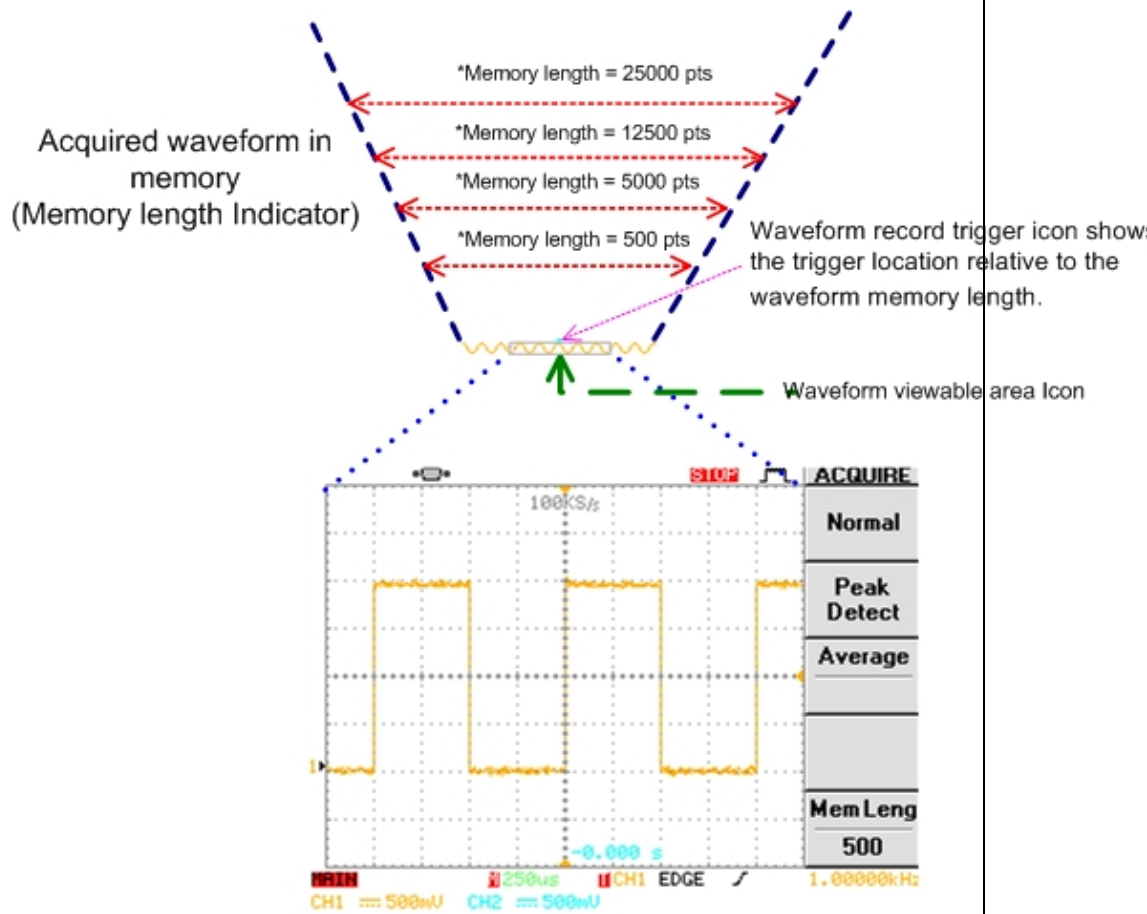 *Memory length = 25000 pts
*Memory length = 12500 pts
*Memory length = 5000 pts
*Memory length = 500 pts
Acquired waveform in
memory
(Memory length Indicator)
Waveform record trigger icon shows
the trigger location relative to the
waveform memory length.
Waveform viewable area Icon
STOP
ACQUIRE
100KS/s
Normal
Peak
Detect
Average
1
Mem Leng
500
-0.000 s
MAIN M 250us T CH1 EDGE 1.00000kHz
CH1 500mV CH2 500mV